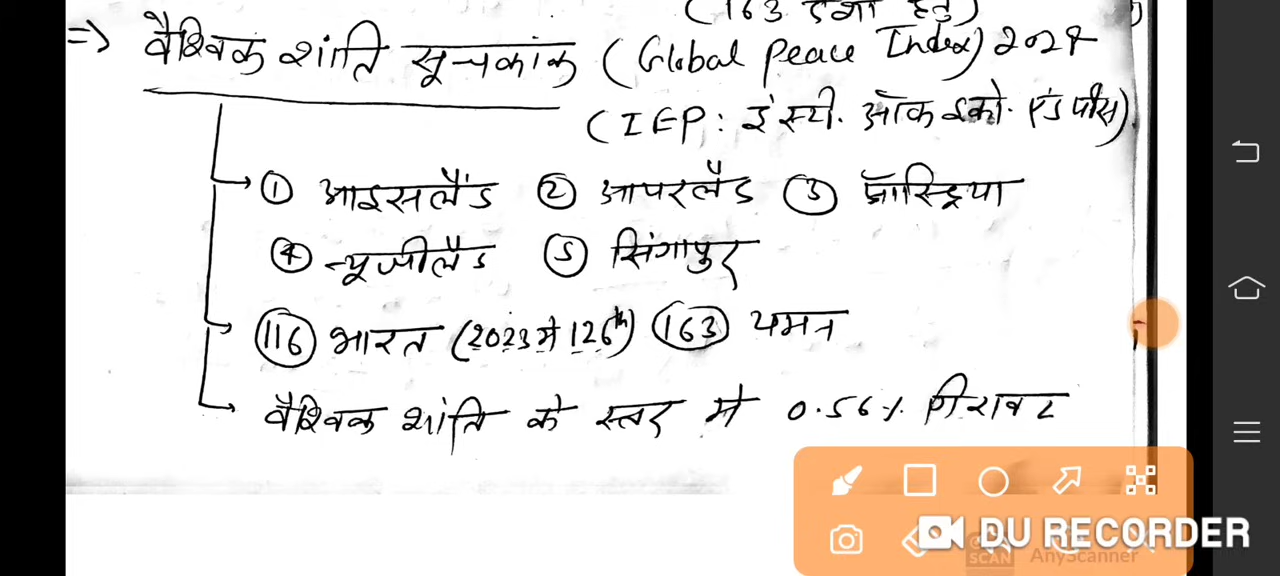 (163 देशों हेतु)
=> वैश्विक शांति सूचकांक (Global Peace Index) 2024
(IEP: इंस्टी. ऑफ इको. एंड पीस)
① आइसलैंड ② आयरलैंड ③ ऑस्ट्रिया
④ न्यूजीलैंड ⑤ सिंगापुर
116 भारत (2023 मे 126th) 163 यमन
वैश्विक शांति के स्तर मे 0.56% गिरावट
DU RECORDER
SCAN AnyScanner